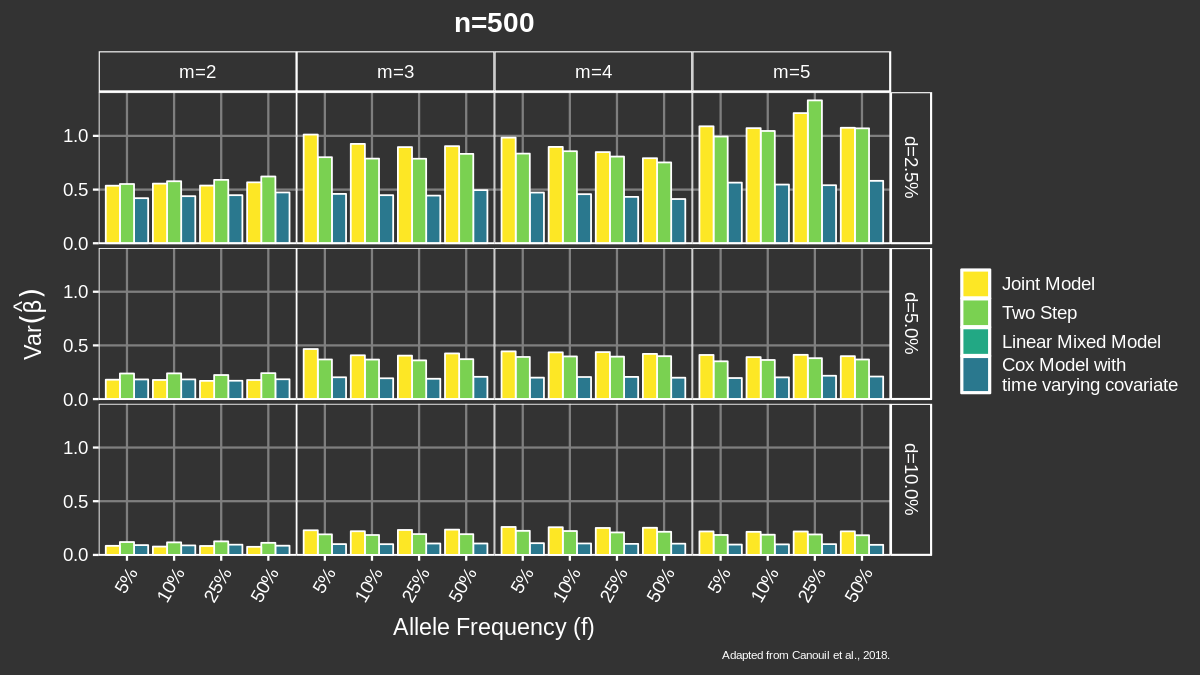 n=500
m=2 m=3 m=4 m=5
1.0
0.5
0.0
d=2.5%
1.0
0.5
0.0
d=5.0%
1.0
0.5
0.0
d=10.0%
Var(β̂)
5% 10% 25% 50% 5% 10% 25% 50% 5% 10% 25% 50% 5% 10% 25% 50%
Allele Frequency (f)
Joint Model
Two Step
Linear Mixed Model
Cox Model with
time varying covariate
Adapted from Canouil et al., 2018.